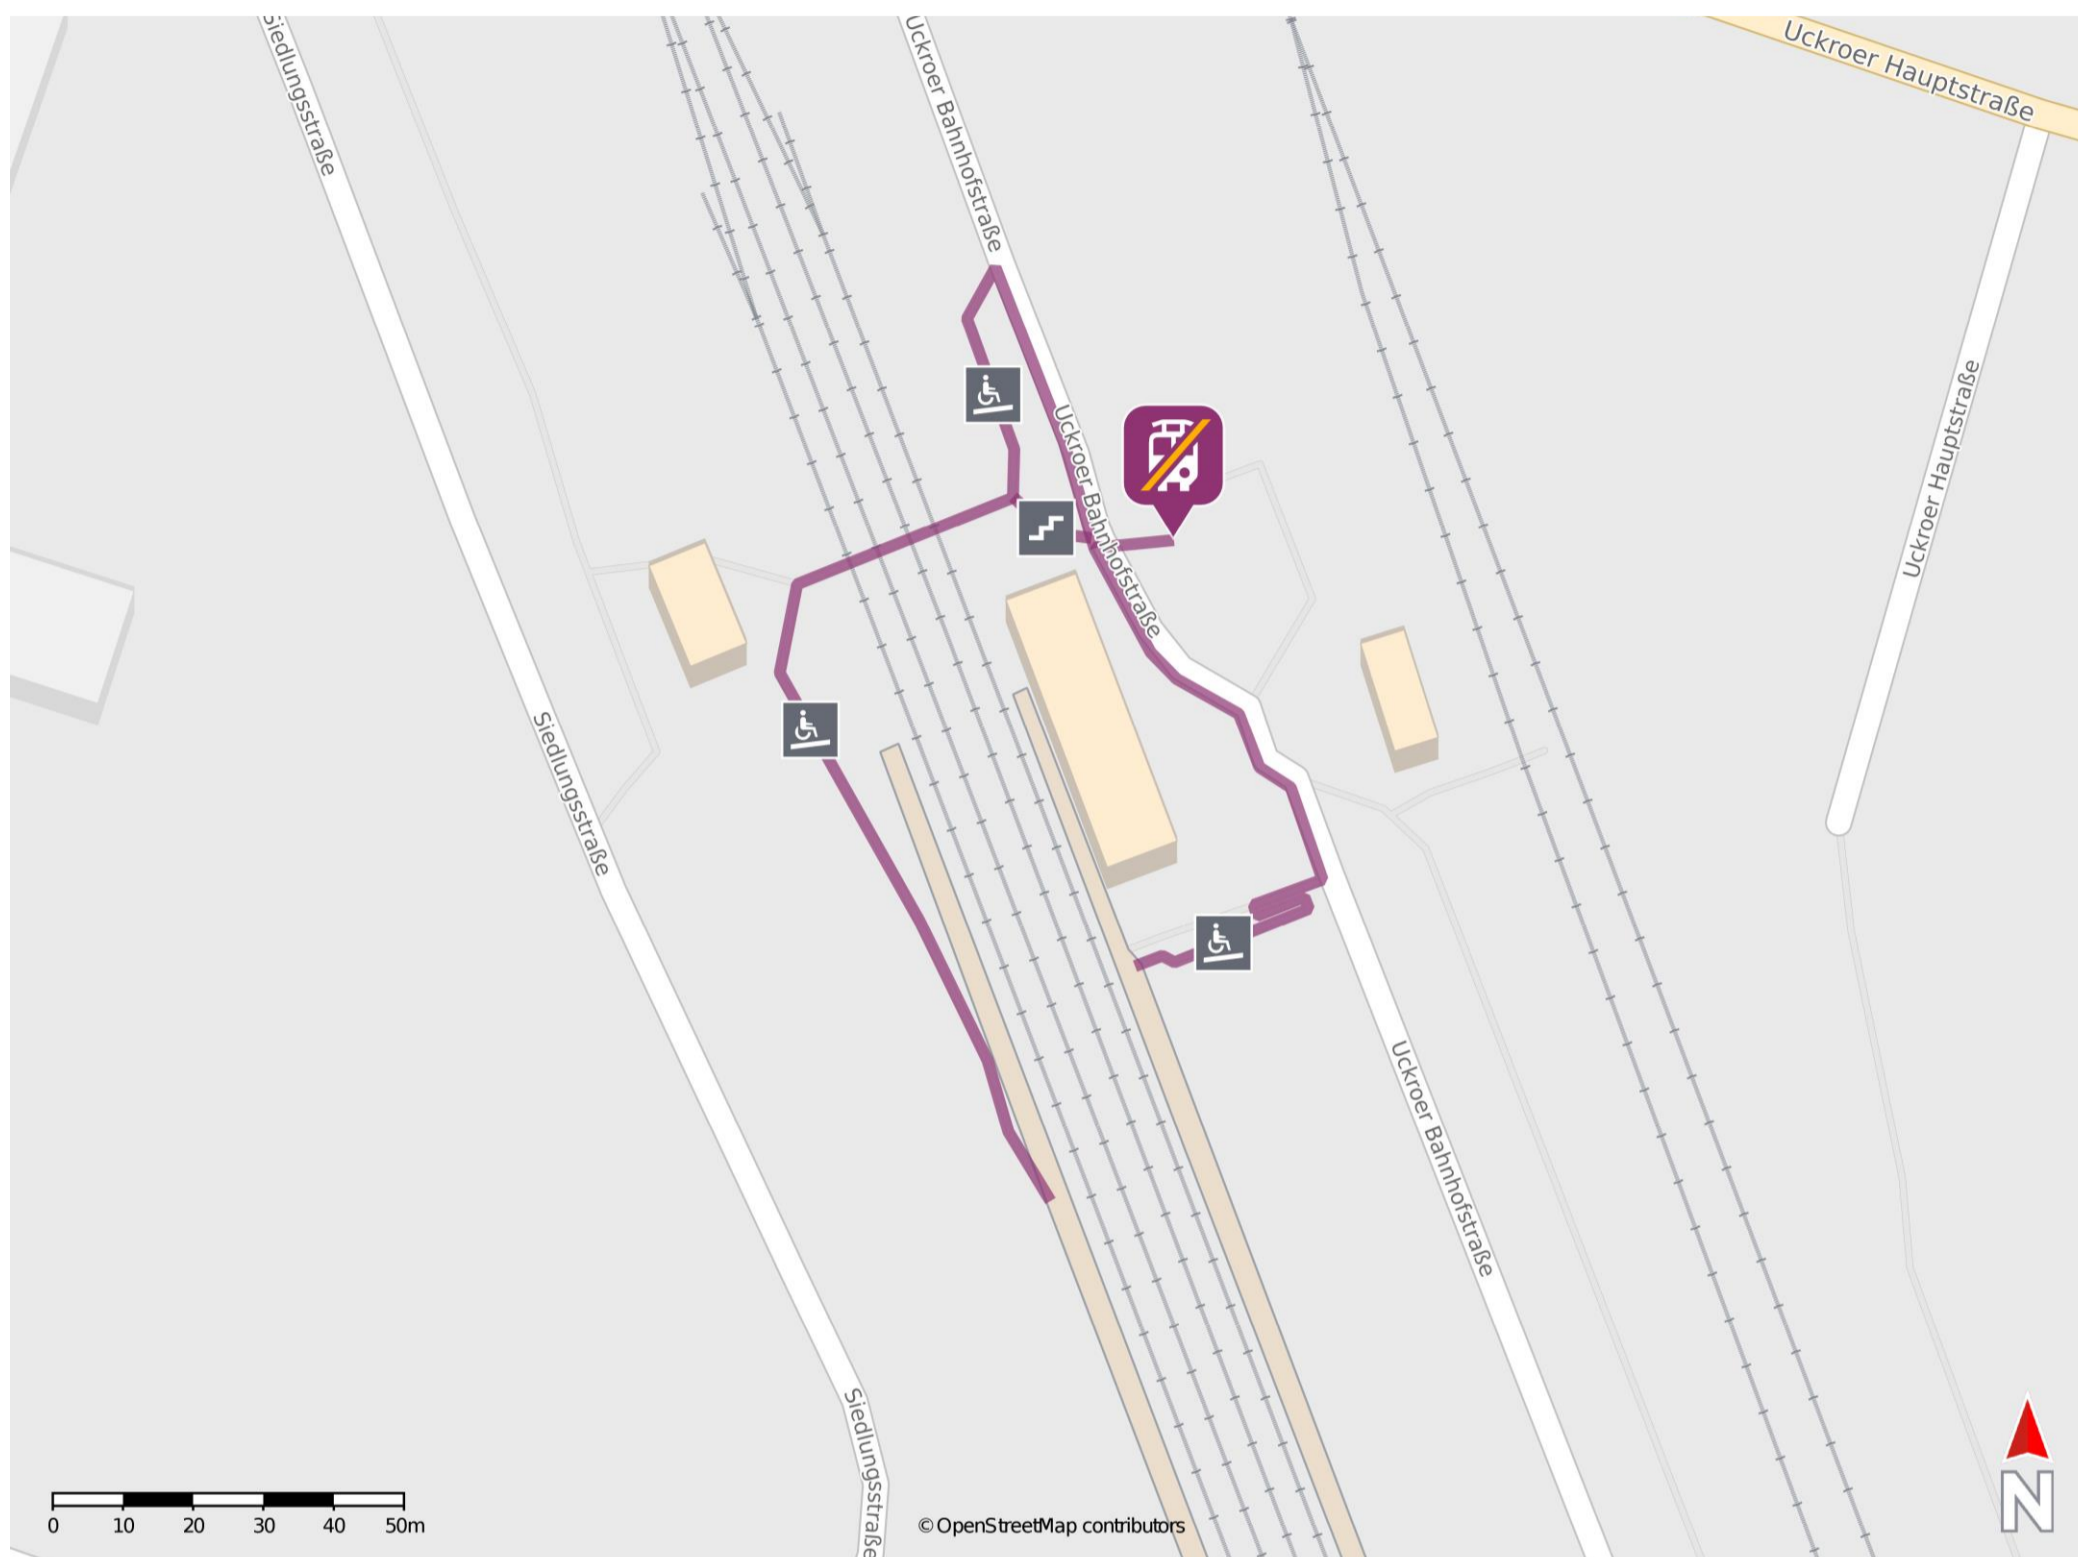 Siedlungsstraße
Uckroer Bahnhofstraße
Uckroer Hauptstraße
Uckroer Bahnhofstraße
Uckroer Hauptstraße
Siedlungsstraße
Uckroer Bahnhofstraße
Siedlungsstraße
0 10 20 30 40 50m
© OpenStreetMap contributors
N